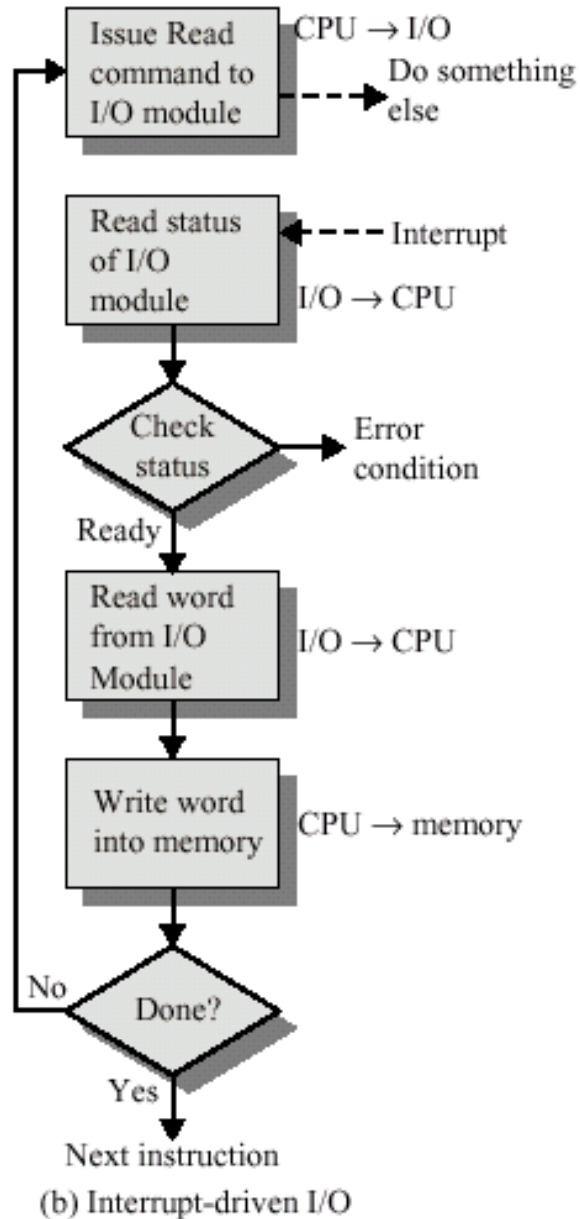 Issue Read
command to
I/O module
CPU → I/O
Do something
else
Read status
of I/O
module
Interrupt
I/O → CPU
Check
status
Error
condition
Ready
Read word
from I/O
Module
I/O → CPU
Write word
into memory
CPU → memory
No
Done?
Yes
Next instruction
(b) Interrupt-driven I/O